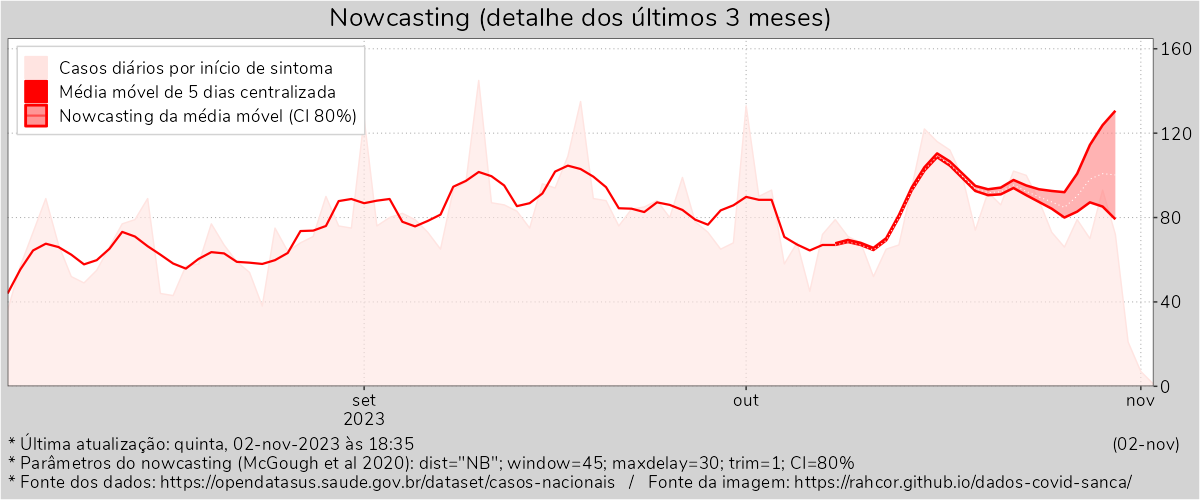 Nowcasting (detalhe dos últimos 3 meses)
Casos diários por início de sintoma
Média móvel de 5 dias centralizada
Nowcasting da média móvel (CI 80%)
160
120
80
40
0
set
2023
out
nov
* Última atualização: quinta, 02-nov-2023 às 18:35
(02-nov)
* Parâmetros do nowcasting (McGough et al 2020): dist="NB"; window=45; maxdelay=30; trim=1; CI=80%
* Fonte dos dados: https://opendatasus.saude.gov.br/dataset/casos-nacionais / Fonte da imagem: https://rahcor.github.io/dados-covid-sanca/